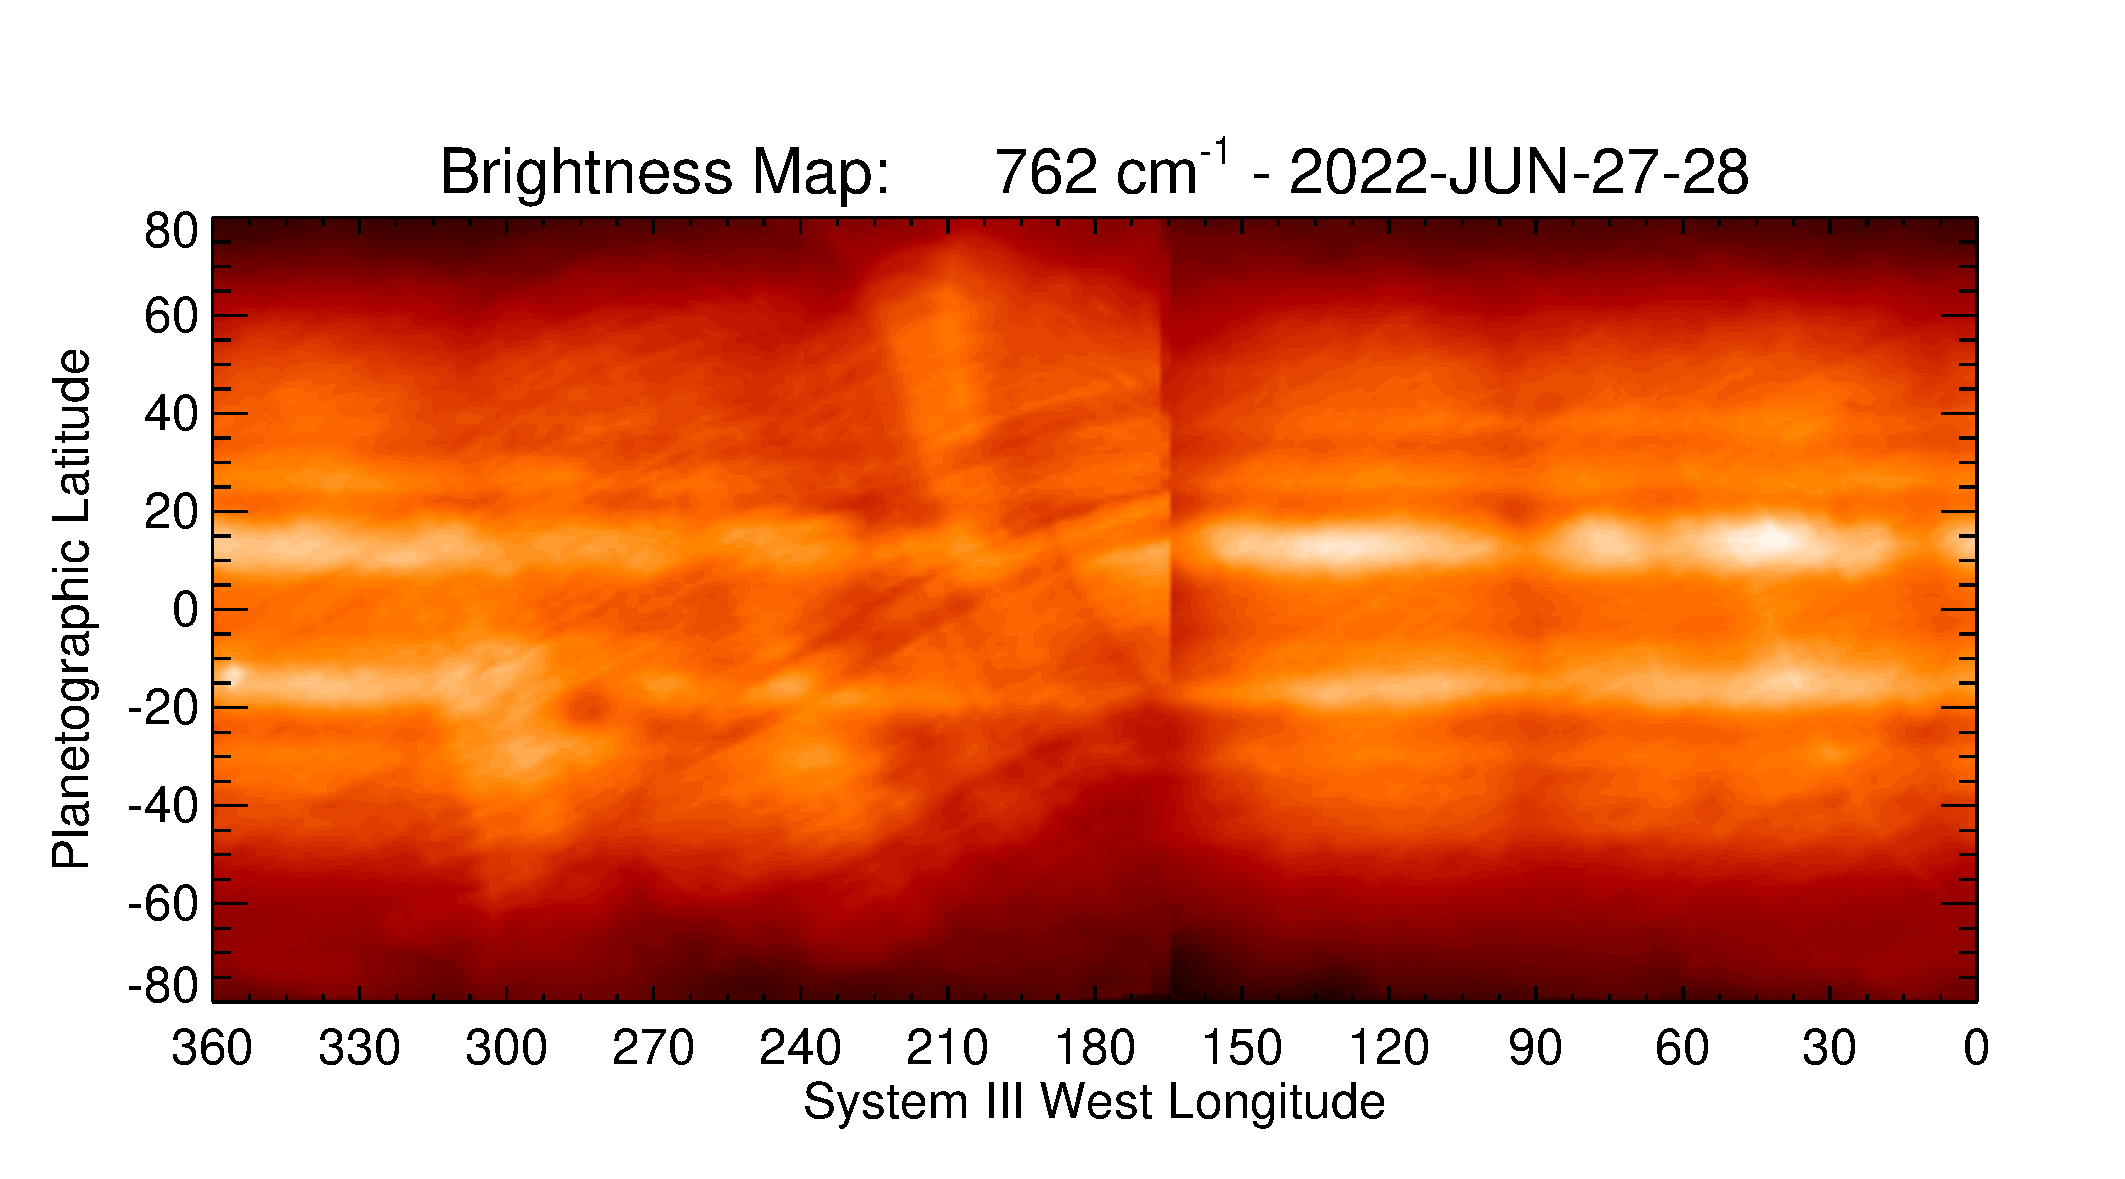 Brightness Map: 762 cm-1 - 2022-JUN-27-28
80
60
40
20
0
-20
-40
-60
-80
Planetographic Latitude
360 330 300 270 240 210 180 150 120 90 60 30 0
System III West Longitude